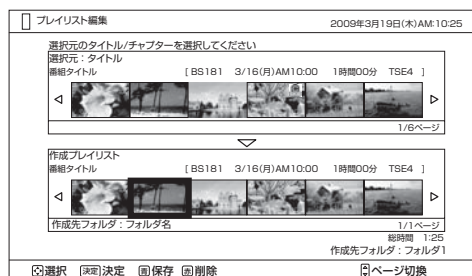 プレイリスト編集 2009年3月19日(木)AM:10:25
選択元のタイトル/チャプターを選択してください
選択元:タイトル
番組タイトル [ BS181 3/16(月)AM10:00 1時間00分 TSE4 ]
1/6ページ
作成プレイリスト
番組タイトル [ BS181 3/16(月)AM10:00 1時間00分 TSE4 ]
作成先フォルダ:フォルダ名 1/1ページ
総時間 1:25
作成先フォルダ:フォルダ1
選択 決定 決定 保存 赤 削除 ページ切換